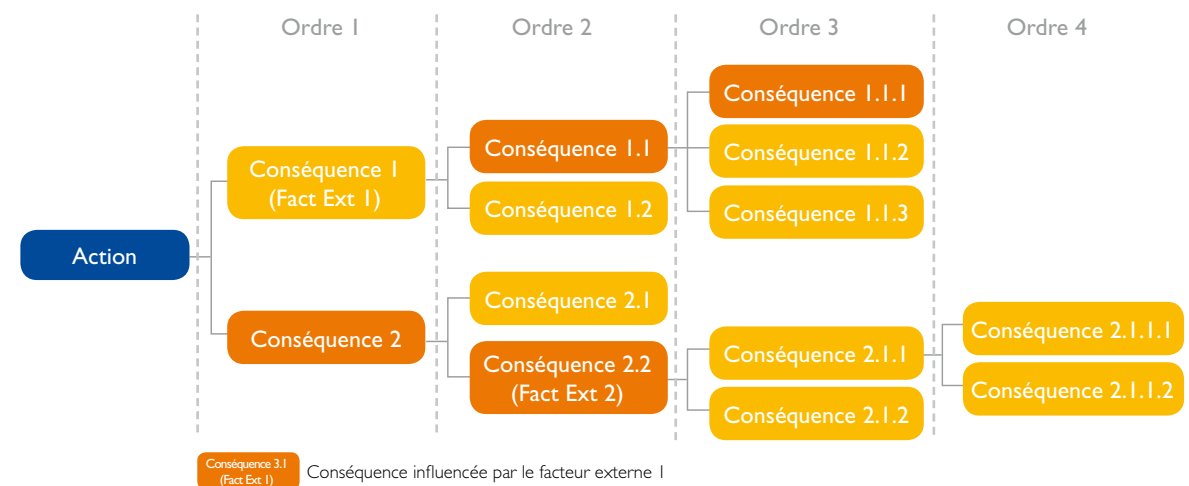 Ordre 1
Ordre 2
Ordre 3
Ordre 4
Action
Conséquence 1
(Fact Ext 1)
Conséquence 2
Conséquence 1.1
Conséquence 1.2
Conséquence 2.1
Conséquence 2.2
(Fact Ext 2)
Conséquence 1.1.1
Conséquence 1.1.2
Conséquence 1.1.3
Conséquence 2.1.1
Conséquence 2.1.2
Conséquence 2.1.1.1
Conséquence 2.1.1.2
Conséquence 3.1
(Fact Ext 1)
Conséquence influencée par le facteur externe 1